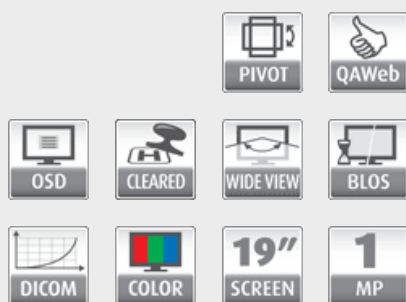 PIVOT
QAWeb
OSD
H
CLEARED
WIDE VIEW
BLOS
DICOM
COLOR
19"
SCREEN
1
MP